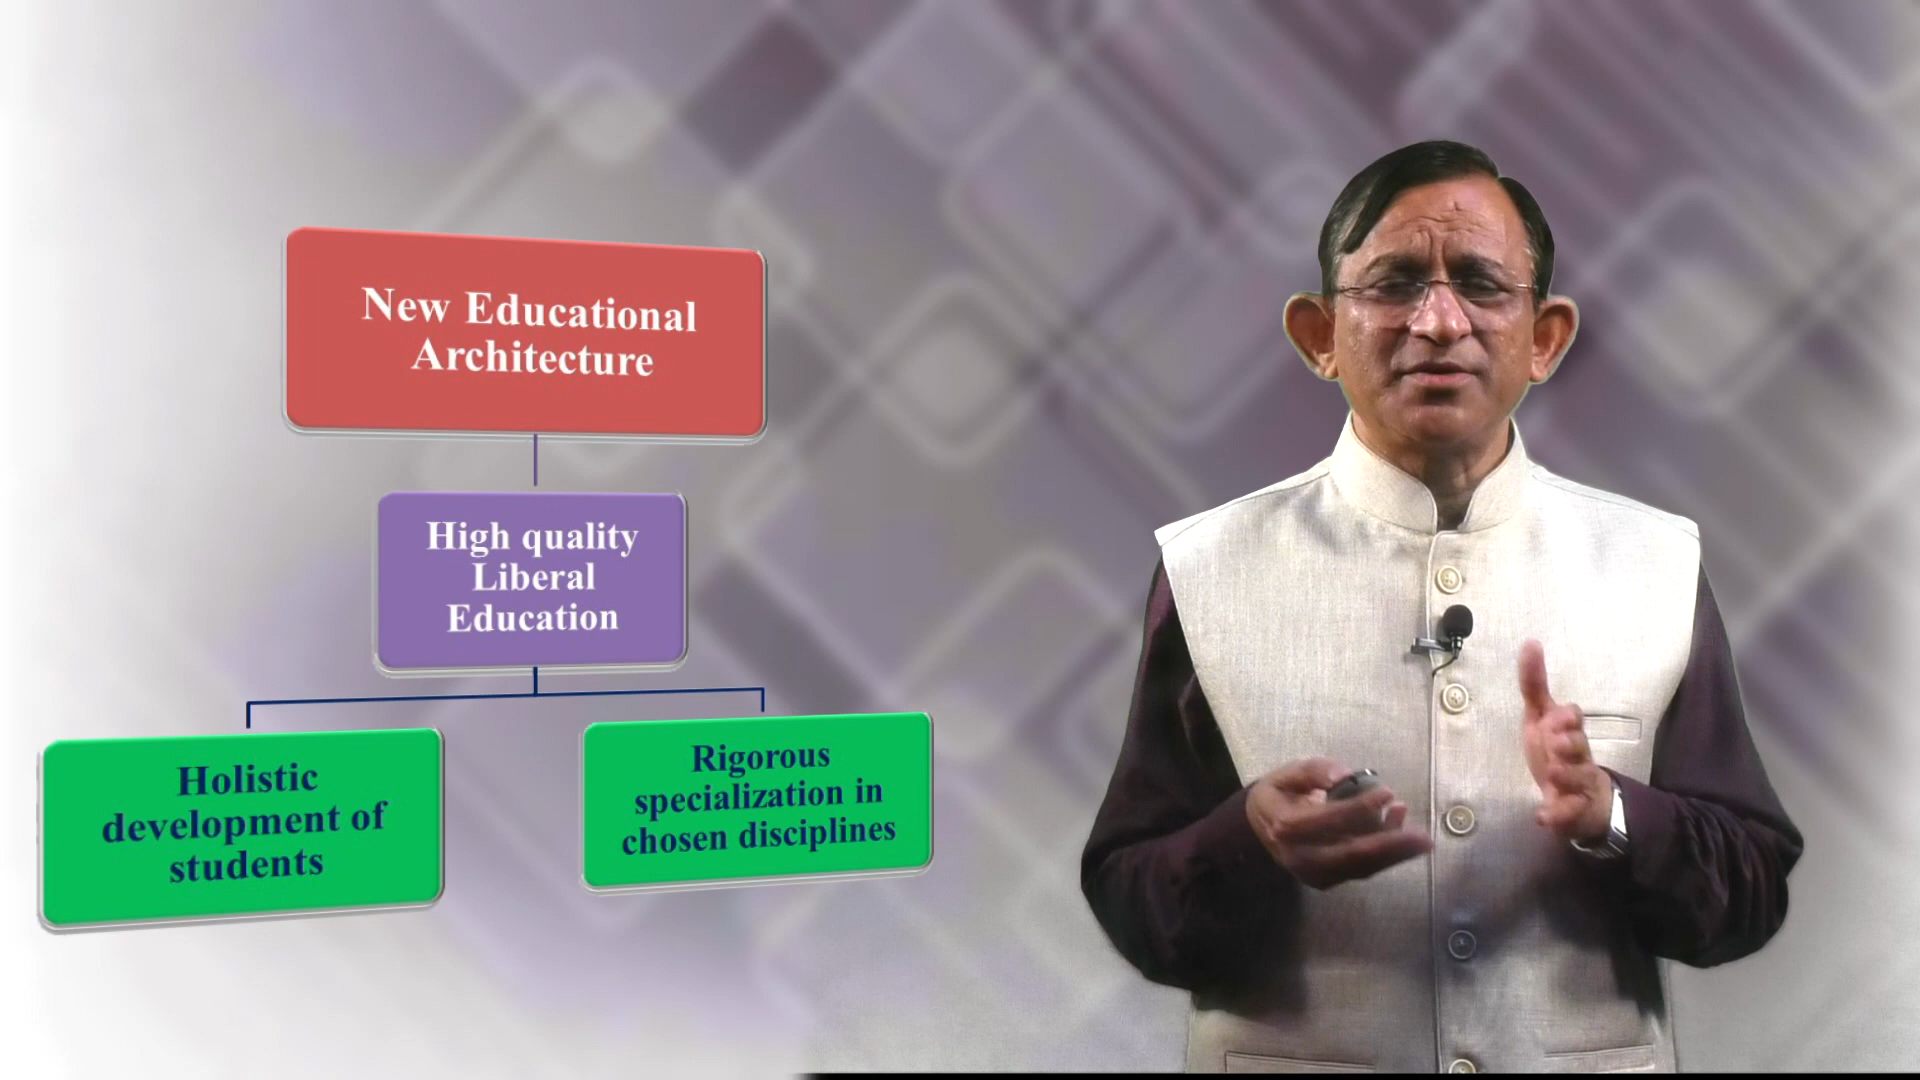 New Educational
Architecture
High quality
Liberal
Education
Holistic
development of
students
Rigorous
specialization in
chosen disciplines